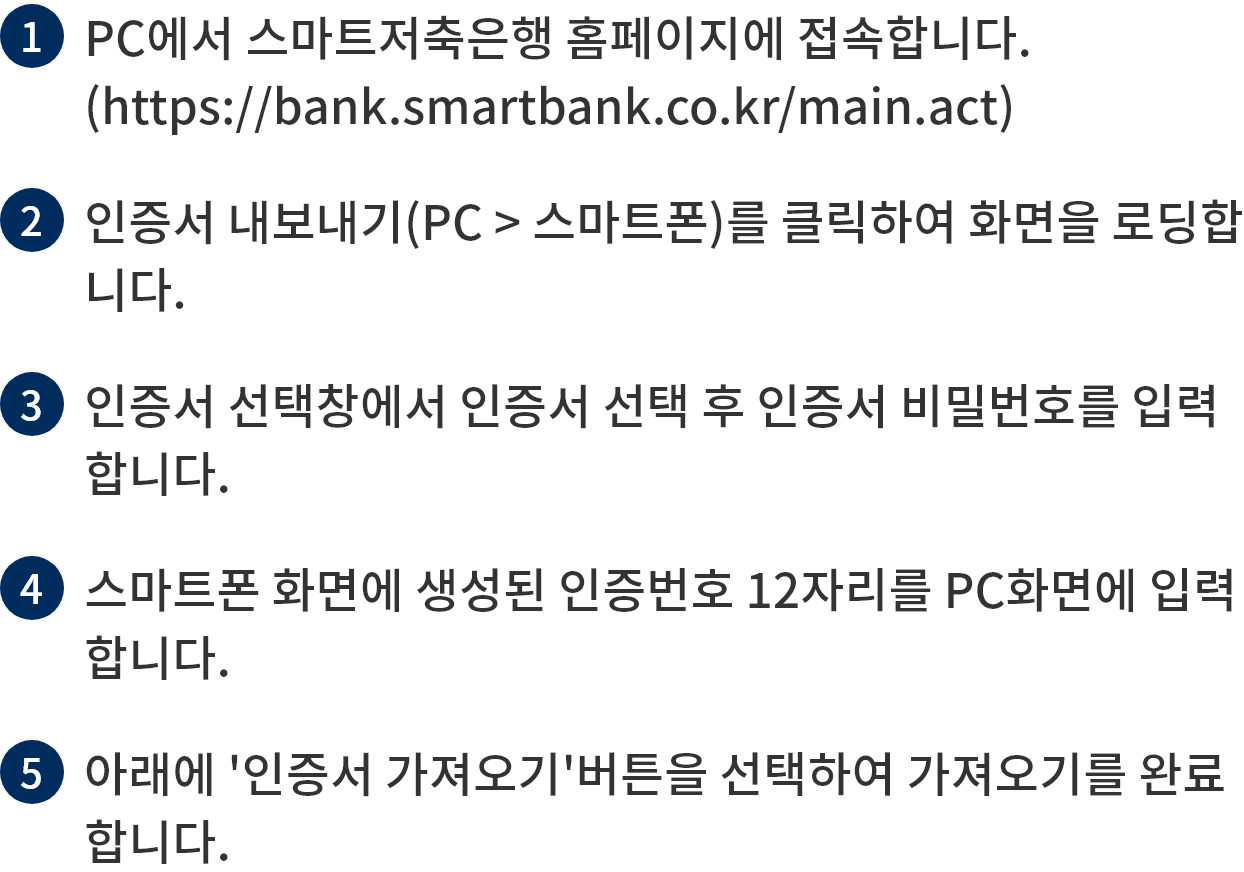 1 PC에서 스마트저축은행 홈페이지에 접속합니다.
(https://bank.smartbank.co.kr/main.act)
2 인증서 내보내기(PC > 스마트폰)를 클릭하여 화면을 로딩합
니다.
3 인증서 선택창에서 인증서 선택 후 인증서 비밀번호를 입력
합니다.
4 스마트폰 화면에 생성된 인증번호 12자리를 PC화면에 입력
합니다.
5 아래에 '인증서 가져오기'버튼을 선택하여 가져오기를 완료
합니다.